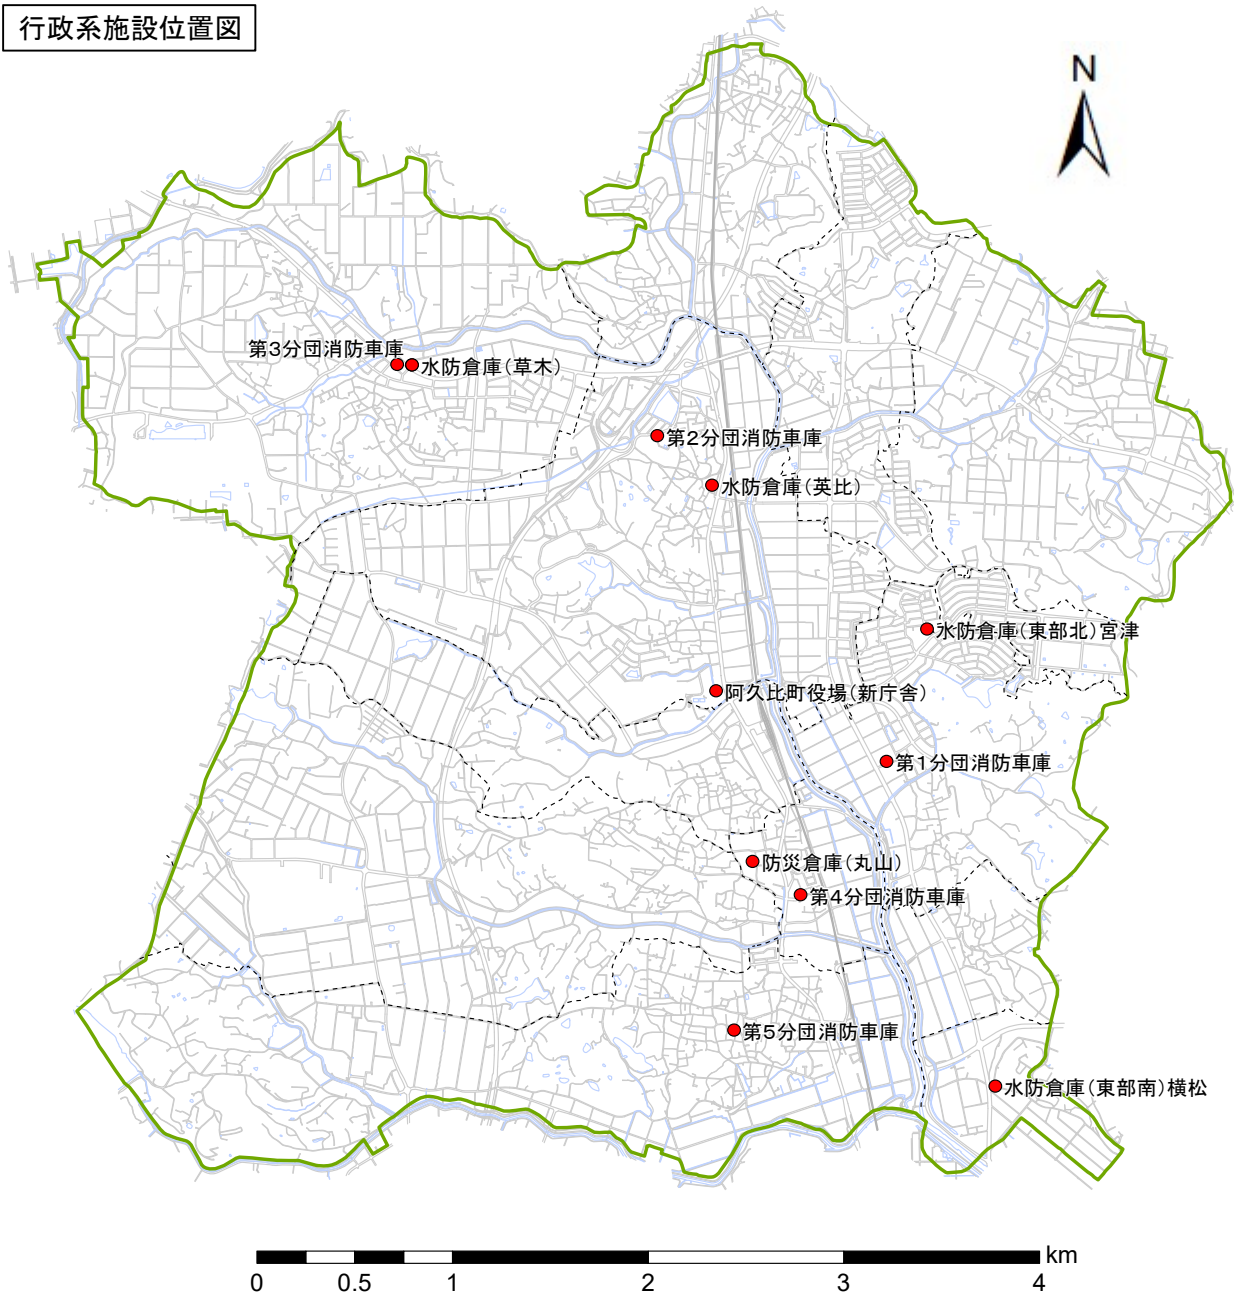 行政系施設位置図
N
第3分団消防車庫
水防倉庫(草木)
第2分団消防車庫
水防倉庫(英比)
水防倉庫(東部北)宮津
阿久比町役場(新庁舎)
第1分団消防車庫
防災倉庫(丸山)
第4分団消防車庫
第5分団消防車庫
水防倉庫(東部南)横松
km
0 0.5 1 2 3 4